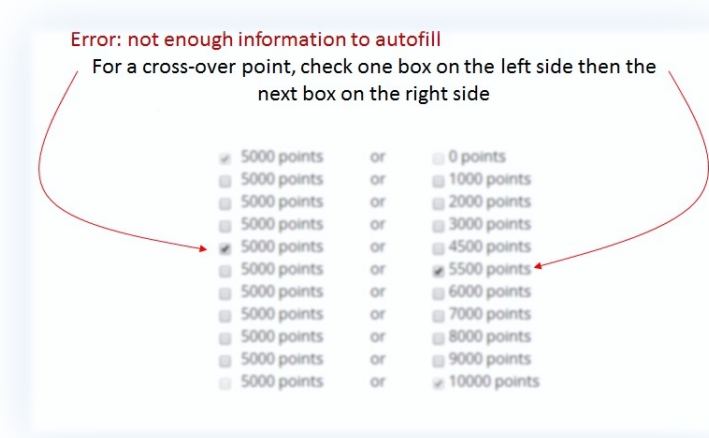 Error: not enough information to autofill
For a cross-over point, check one box on the left side then the
next box on the right side
5000 points or 0 points
5000 points or 1000 points
5000 points or 2000 points
5000 points or 3000 points
5000 points or 4500 points
5000 points or 5500 points
5000 points or 6000 points
5000 points or 7000 points
5000 points or 8000 points
5000 points or 9000 points
5000 points or 10000 points